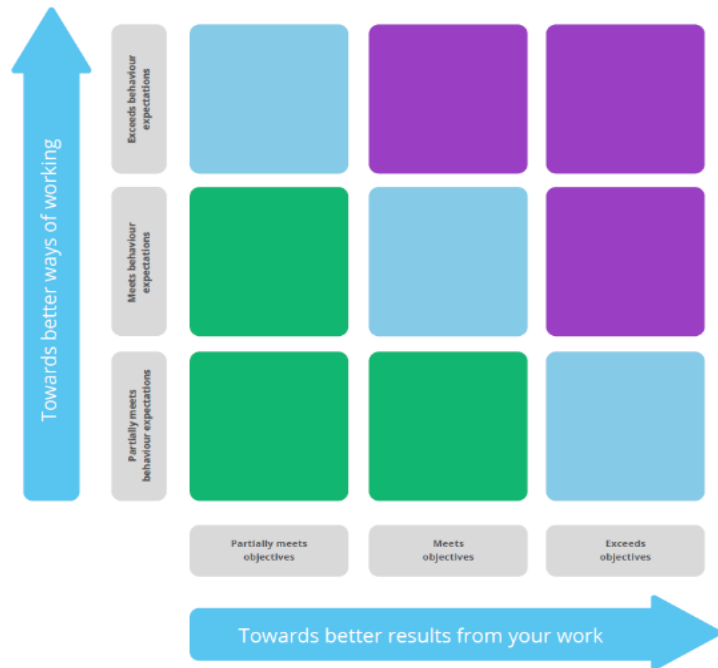 Towards better ways of working
Exceeds behaviour
expectations
Meets behaviour
expectations
Partially meets
behaviour expectations
Partially meets
objectives
Meets
objectives
Exceeds
objectives
Towards better results from your work